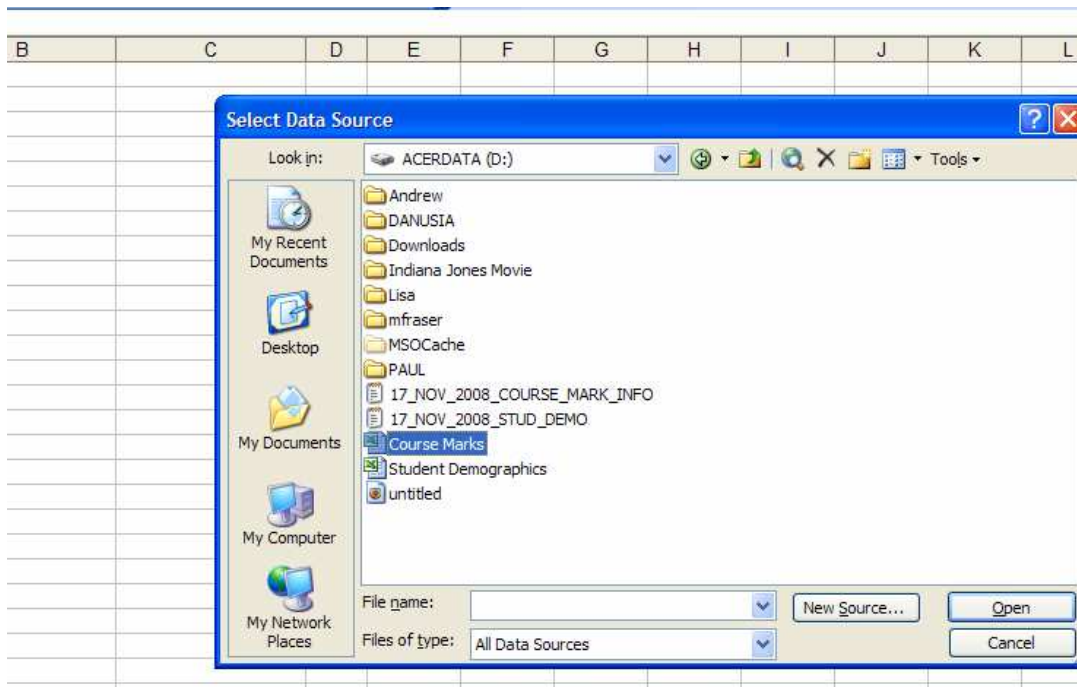 B C D E F G H I J K L
Select Data Source
Look in: ACERDATA (D:) Tools
My Recent Documents
Desktop
My Documents
My Computer
My Network Places
Andrew
DANUSIA
Downloads
Indiana Jones Movie
Lisa
mfraser
MSOCache
PAUL
17_NOV_2008_COURSE_MARK_INFO
17_NOV_2008_STUD_DEMO
Course Marks
Student Demographics
untitled
File name: New Source... Open
Files of type: All Data Sources Cancel